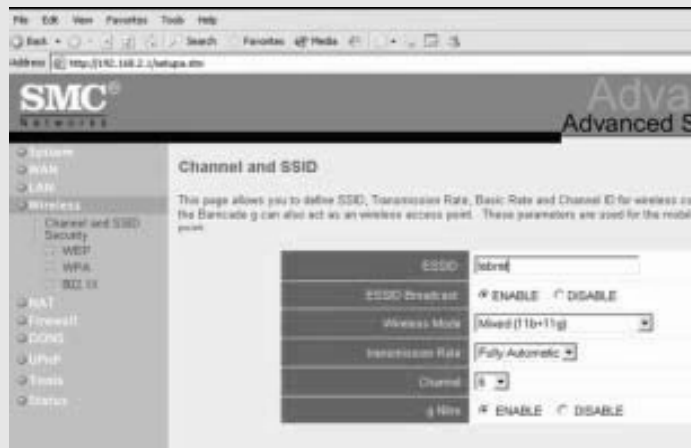 File Edit View Favorites Tools Help
Back Search Favorites Media
Address http://192.168.2.1/setupa.stm
SMC®
Networks
Adva
Advanced S
System
WAN
LAN
Wireless
Channel and SSID
Security
WEP
WPA
802.1X
NAT
Firewall
DDNS
UPnP
Tools
Status
Channel and SSID
This page allows you to define SSID, Transmission Rate, Basic Rate and Channel ID for wireless co
the Barricade g can also act as an wireless access point. These parameters are used for the mobil
point.
ESSID
ESSID Broadcast ENABLE DISABLE
Wireless Mode Mixed (11b+11g)
Transmission Rate Fully Automatic
Channel 6
g Nitro ENABLE DISABLE